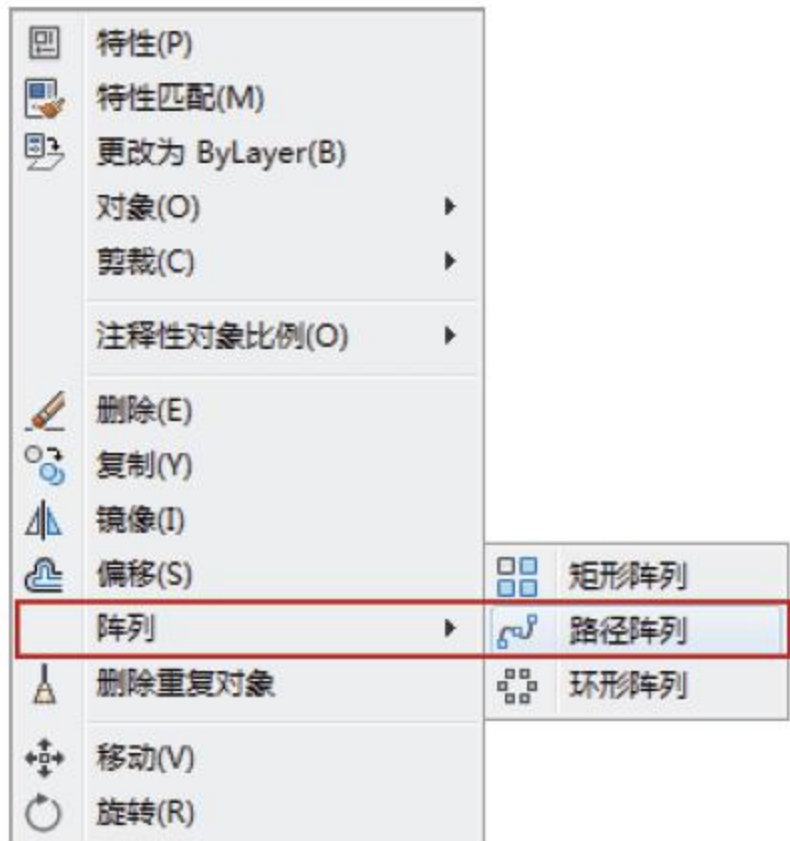 特性(P)
特性匹配(M)
更改为 ByLayer(B)
对象(O)
剪裁(C)
注释性对象比例(O)
删除(E)
复制(Y)
镜像(I)
偏移(S)
矩形阵列
阵列
路径阵列
删除重复对象
环形阵列
移动(V)
旋转(R)